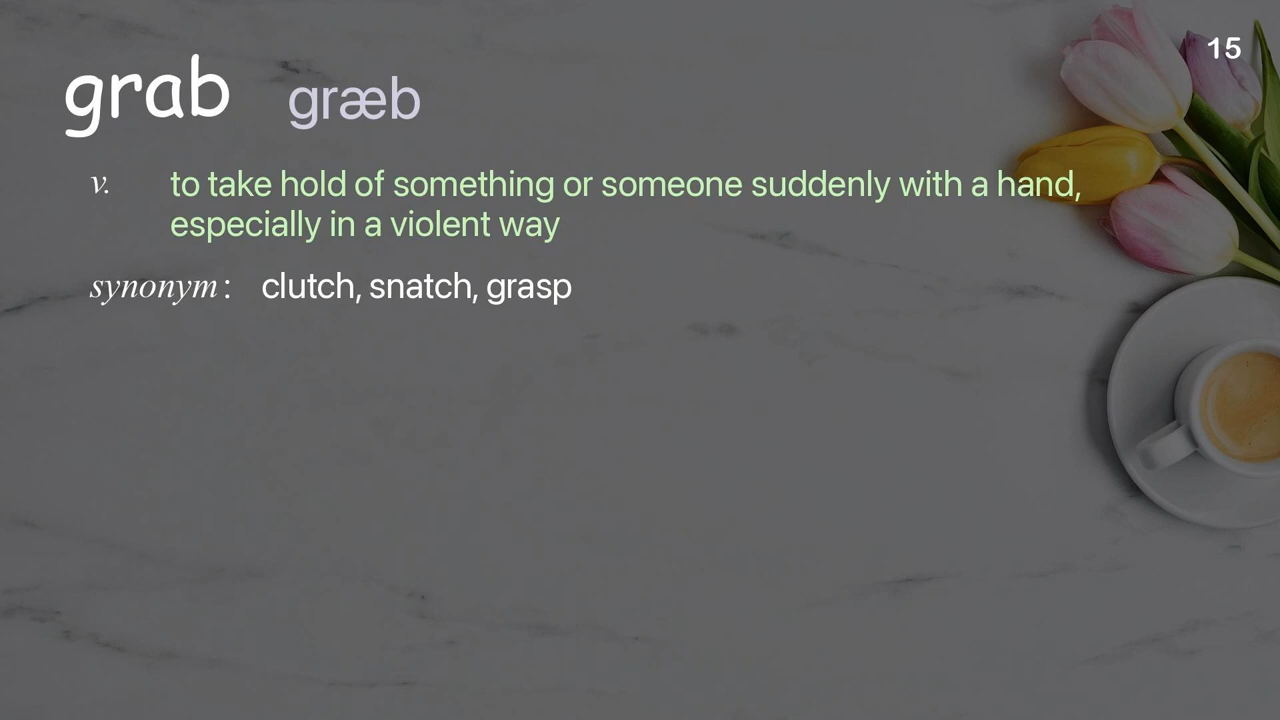 15
grab græb
v. to take hold of something or someone suddenly with a hand,
especially in a violent way
synonym: clutch, snatch, grasp